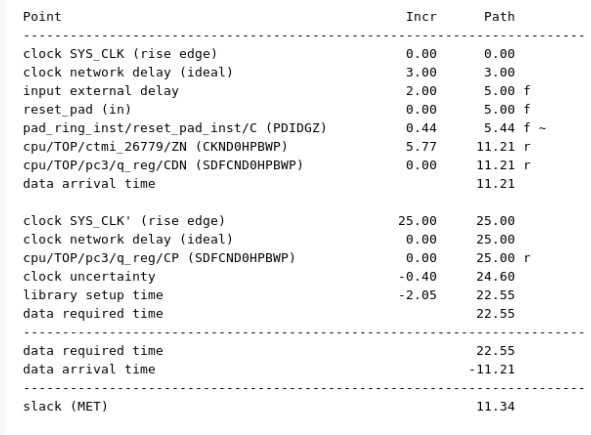 Point Incr Path
--------------------------------------------------------------------------
clock SYS_CLK (rise edge) 0.00 0.00
clock network delay (ideal) 3.00 3.00
input external delay 2.00 5.00 f
reset_pad (in) 0.00 5.00 f
pad_ring_inst/reset_pad_inst/C (PDIDGZ) 0.44 5.44 f ~
cpu/TOP/ctmi_26779/ZN (CKND0HPBWP) 5.77 11.21 r
cpu/TOP/pc3/q_reg/CDN (SDFCND0HPBWP) 0.00 11.21 r
data arrival time 11.21
clock SYS_CLK' (rise edge) 25.00 25.00
clock network delay (ideal) 0.00 25.00
cpu/TOP/pc3/q_reg/CP (SDFCND0HPBWP) 0.00 25.00 r
clock uncertainty -0.40 24.60
library setup time -2.05 22.55
data required time 22.55
--------------------------------------------------------------------------
data required time 22.55
data arrival time -11.21
--------------------------------------------------------------------------
slack (MET) 11.34